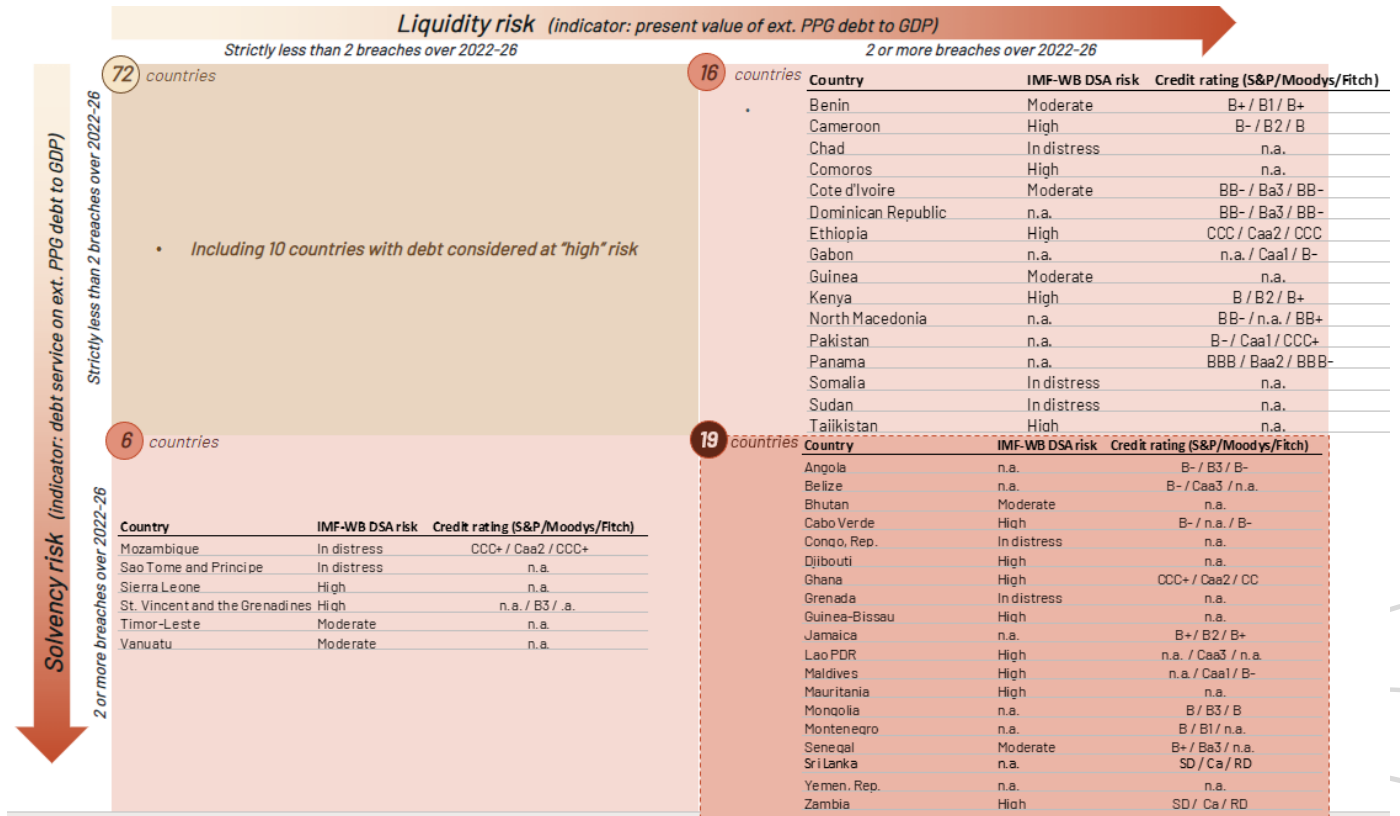 Liquidity risk (indicator: present value of ext. PPG debt to GDP)
Strictly less than 2 breaches over 2022-26
2 or more breaches over 2022-26
Solvency risk (indicator: debt service on ext. PPG debt to GDP)
Strictly less than 2 breaches over 2022-26
2 or more breaches over 2022-26
72 countries
• Including 10 countries with debt considered at "high" risk
16 countries
•
Country IMF-WB DSA risk Credit rating (S&P/Moodys/Fitch)
Benin Moderate B+ / B1 / B+
Cameroon High B- / B2 / B
Chad In distress n.a.
Comoros High n.a.
Cote d'Ivoire Moderate BB- / Ba3 / BB-
Dominican Republic n.a. BB- / Ba3 / BB-
Ethiopia High CCC / Caa2 / CCC
Gabon n.a. n.a. / Caa1 / B-
Guinea Moderate n.a.
Kenya High B / B2 / B+
North Macedonia n.a. BB- / n.a. / BB+
Pakistan n.a. B- / Caa1 / CCC+
Panama n.a. BBB / Baa2 / BBB-
Somalia In distress n.a.
Sudan In distress n.a.
Tajikistan High n.a.
6 countries
Country IMF-WB DSA risk Credit rating (S&P/Moodys/Fitch)
Mozambique In distress CCC+ / Caa2 / CCC+
Sao Tome and Principe In distress n.a.
Sierra Leone High n.a.
St. Vincent and the Grenadines High n.a. / B3 / .a.
Timor-Leste Moderate n.a.
Vanuatu Moderate n.a.
19 countries
Country IMF-WB DSA risk Credit rating (S&P/Moodys/Fitch)
Angola n.a. B- / B3 / B-
Belize n.a. B- / Caa3 / n.a.
Bhutan Moderate n.a.
Cabo Verde High B- / n.a. / B-
Congo, Rep. In distress n.a.
Djibouti High n.a.
Ghana High CCC+ / Caa2 / CC
Grenada In distress n.a.
Guinea-Bissau High n.a.
Jamaica n.a. B+ / B2 / B+
Lao PDR High n.a. / Caa3 / n.a.
Maldives High n.a. / Caa1 / B-
Mauritania High n.a.
Mongolia n.a. B / B3 / B
Montenegro n.a. B / B1 / n.a.
Senegal Moderate B+ / Ba3 / n.a.
Sri Lanka n.a. SD / Ca / RD
Yemen. Rep. n.a. n.a.
Zambia High SD / Ca / RD